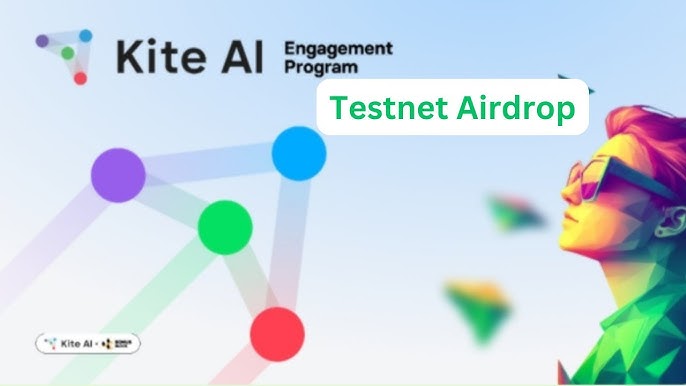 Kite AI
Engagement
Program
Testnet Airdrop
Kite AI